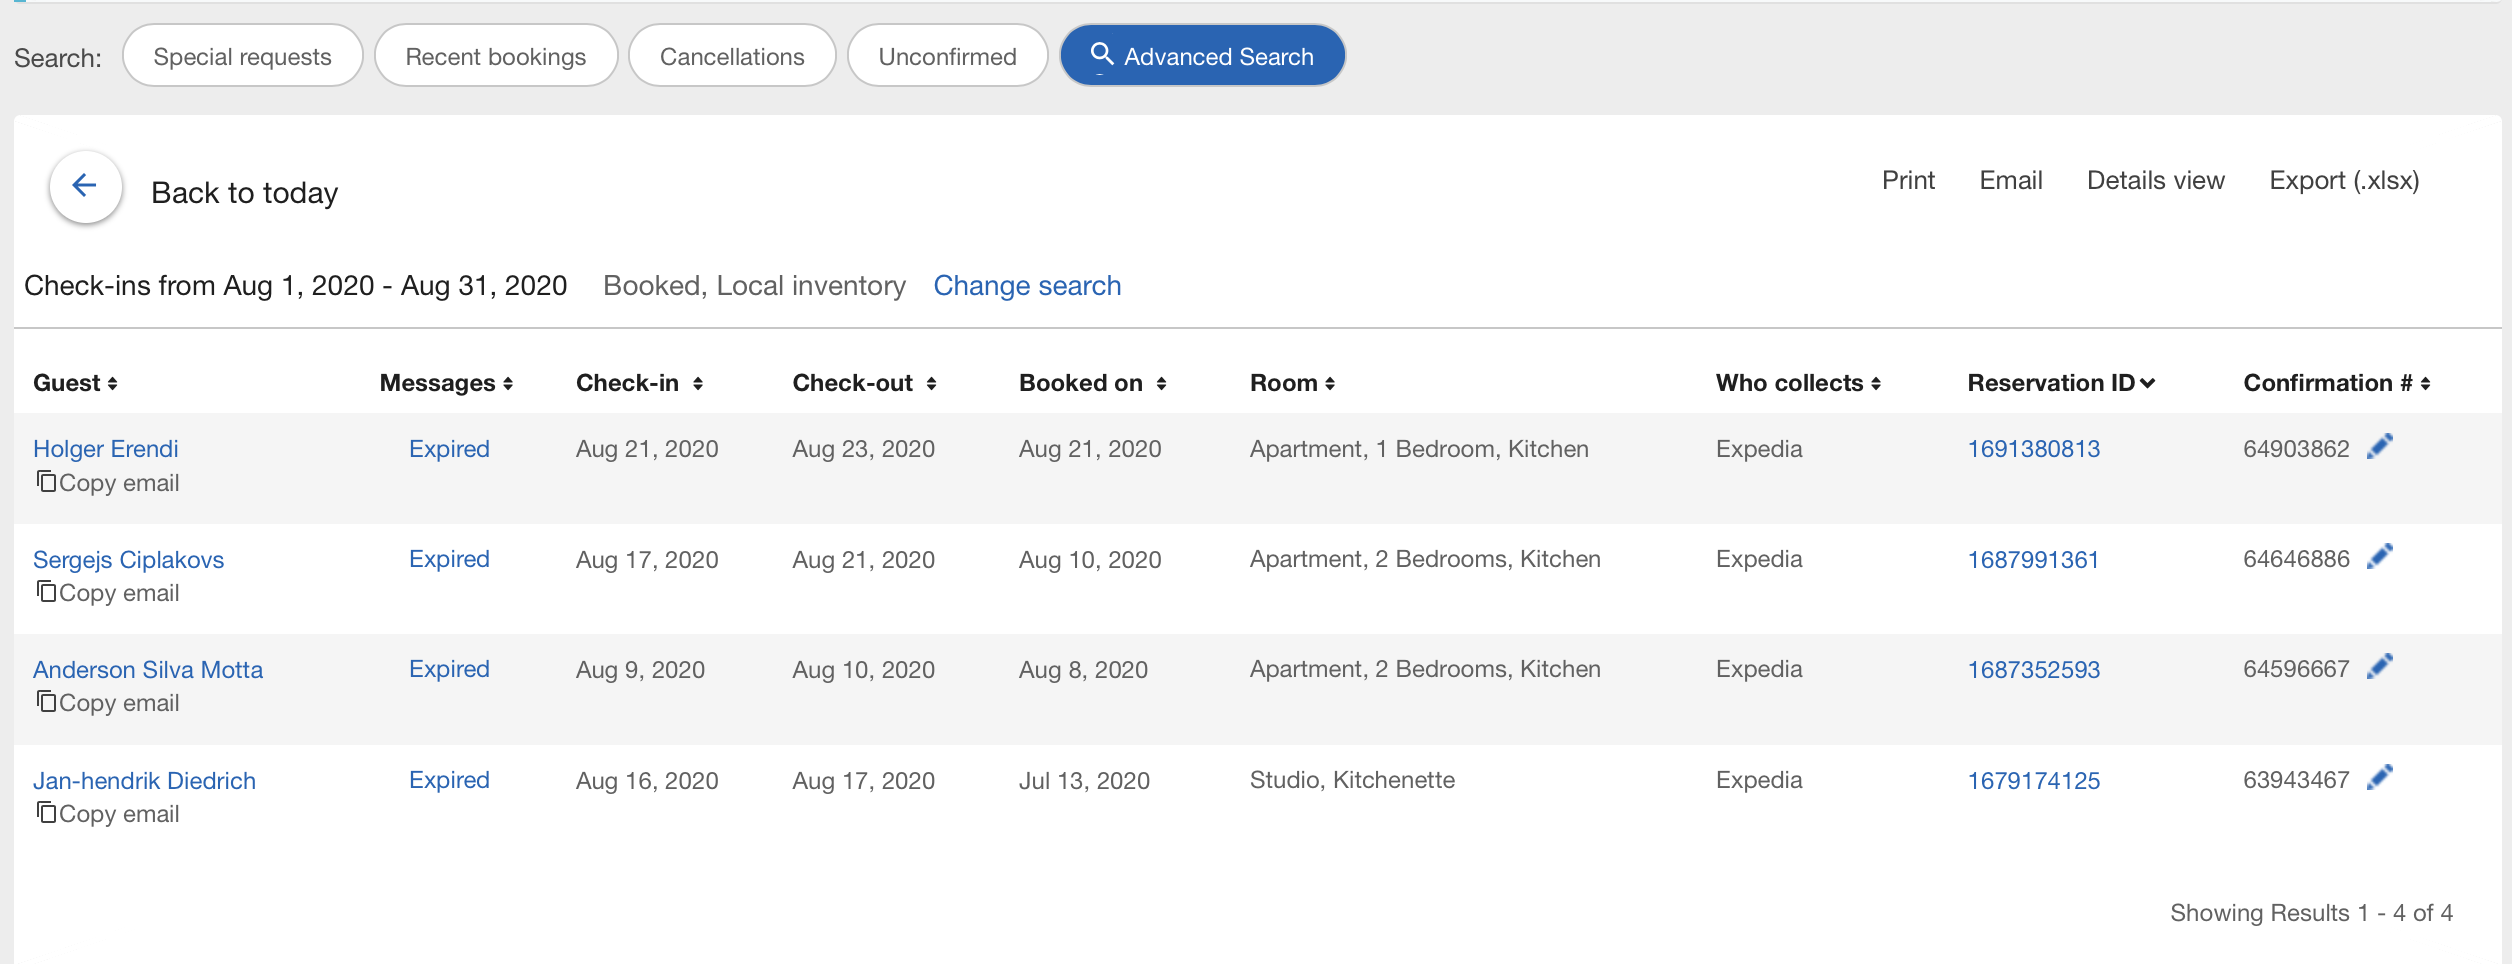 Search: Special requests Recent bookings Cancellations Unconfirmed Advanced Search
Back to today Print Email Details view Export (.xlsx)
Check-ins from Aug 1, 2020 - Aug 31, 2020 Booked, Local inventory Change search
Guest Messages Check-in Check-out Booked on Room Who collects Reservation ID Confirmation #
Holger Erendi Expired Aug 21, 2020 Aug 23, 2020 Aug 21, 2020 Apartment, 1 Bedroom, Kitchen Expedia 1691380813 64903862
Copy email
Sergejs Ciplakovs Expired Aug 17, 2020 Aug 21, 2020 Aug 10, 2020 Apartment, 2 Bedrooms, Kitchen Expedia 1687991361 64646886
Copy email
Anderson Silva Motta Expired Aug 9, 2020 Aug 10, 2020 Aug 8, 2020 Apartment, 2 Bedrooms, Kitchen Expedia 1687352593 64596667
Copy email
Jan-hendrik Diedrich Expired Aug 16, 2020 Aug 17, 2020 Jul 13, 2020 Studio, Kitchenette Expedia 1679174125 63943467
Copy email
Showing Results 1 - 4 of 4